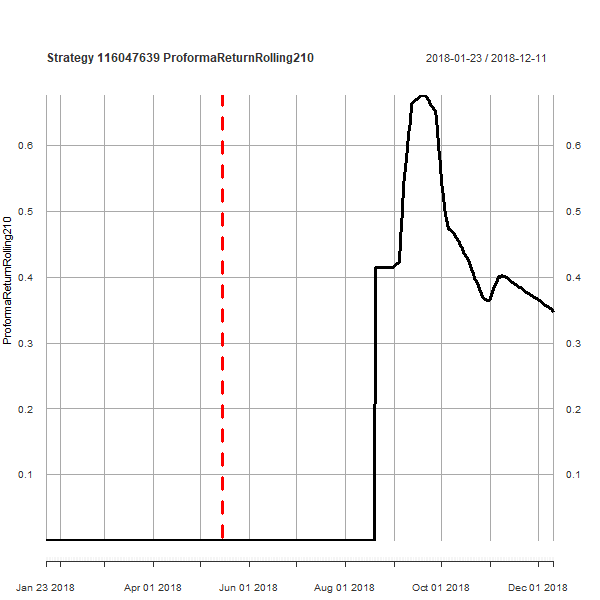 Strategy 116047639 ProformaReturnRolling210
2018-01-23 / 2018-12-11
ProformaReturnRolling210
0.6
0.5
0.4
0.3
0.2
0.1
0.6
0.5
0.4
0.3
0.2
0.1
Jan 23 2018
Apr 01 2018
Jun 01 2018
Aug 01 2018
Oct 01 2018
Dec 01 2018